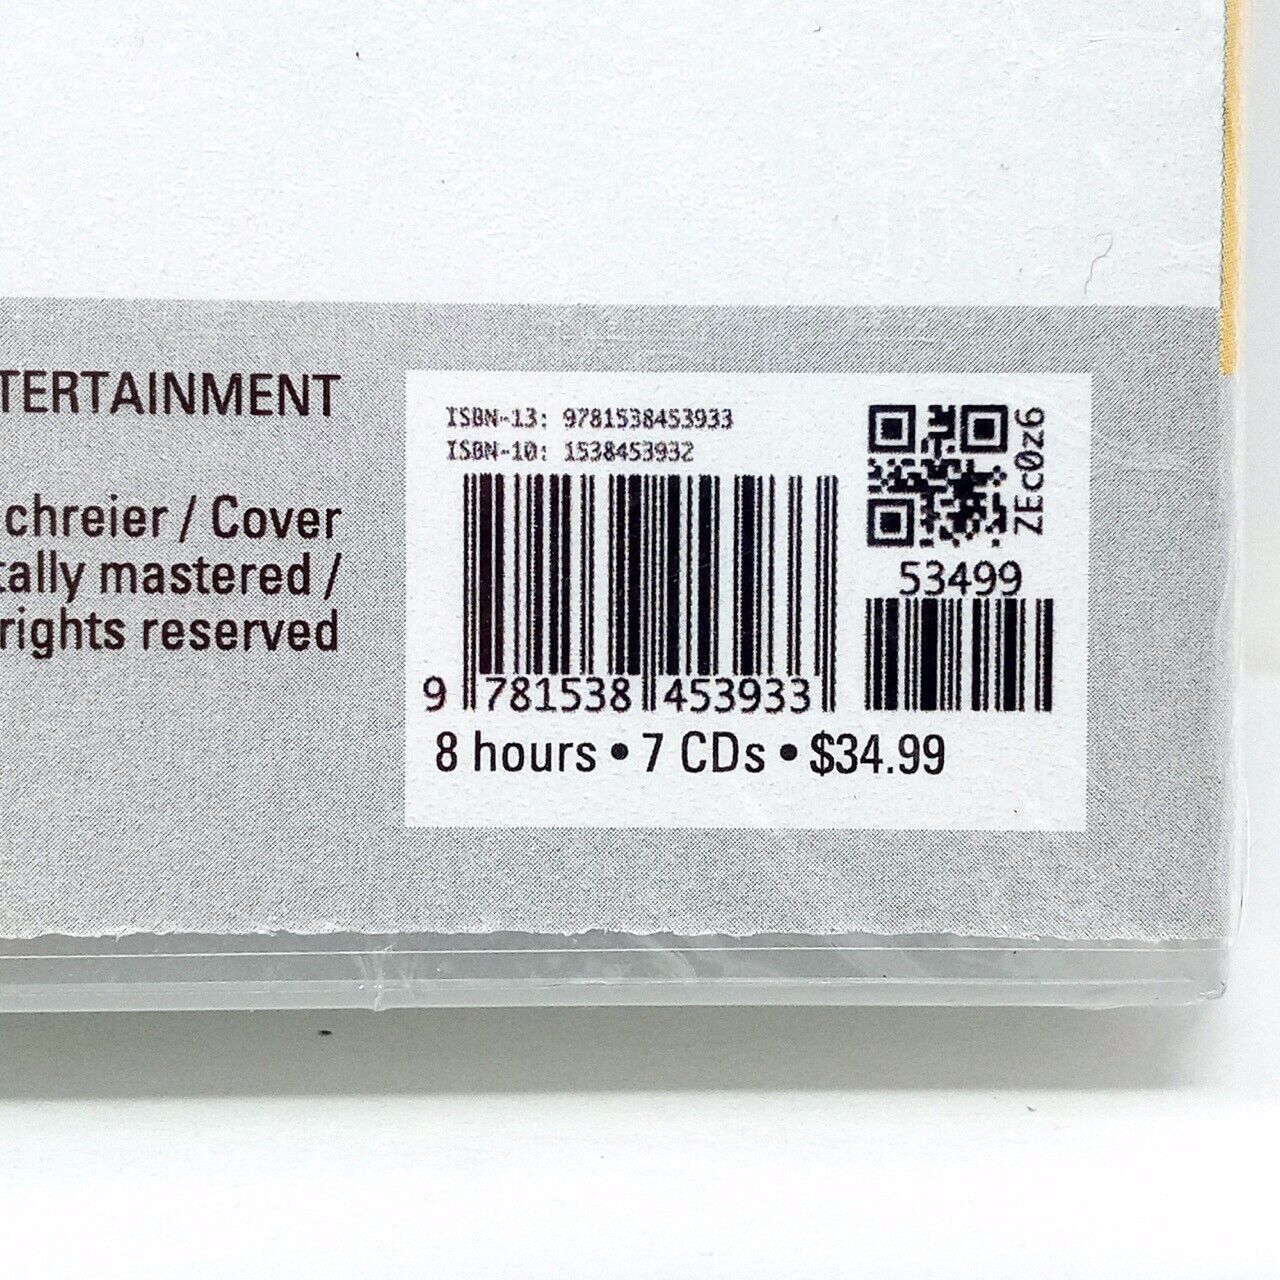 TERTAINMENT
chreier / Cover
tally mastered /
rights reserved
ISBN-13: 9781538453933
ISBN-10: 1538453932
ZEc0z6
53499
9 781538 453933
8 hours • 7 CDs • $34.99